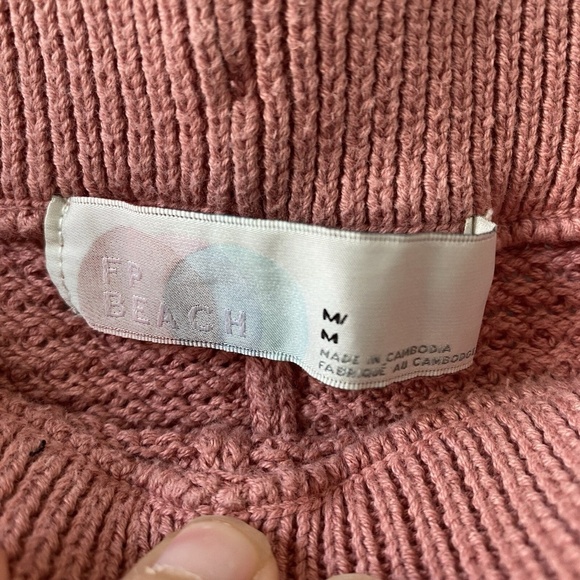 FP
BEACH
M/
M
MADE IN CAMBODIA
FABRIQUE AU CAMBODGE